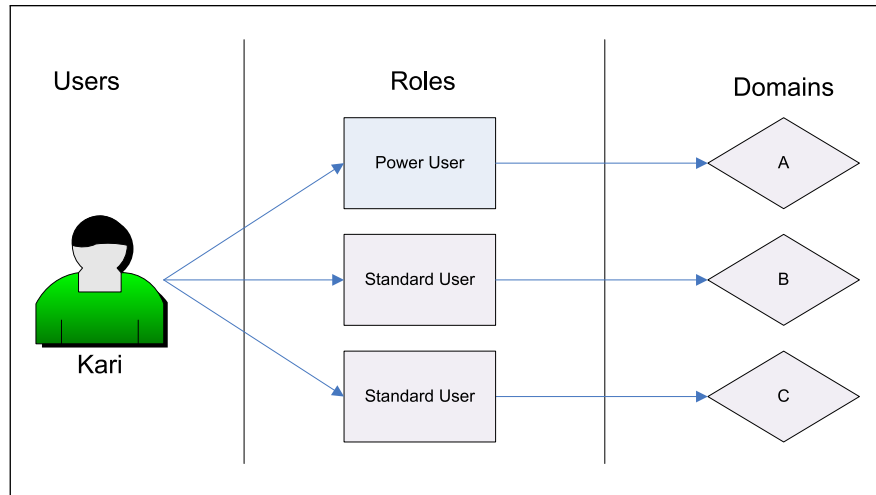 Users
Roles
Domains
Power User
A
Standard User
B
Kari
Standard User
C